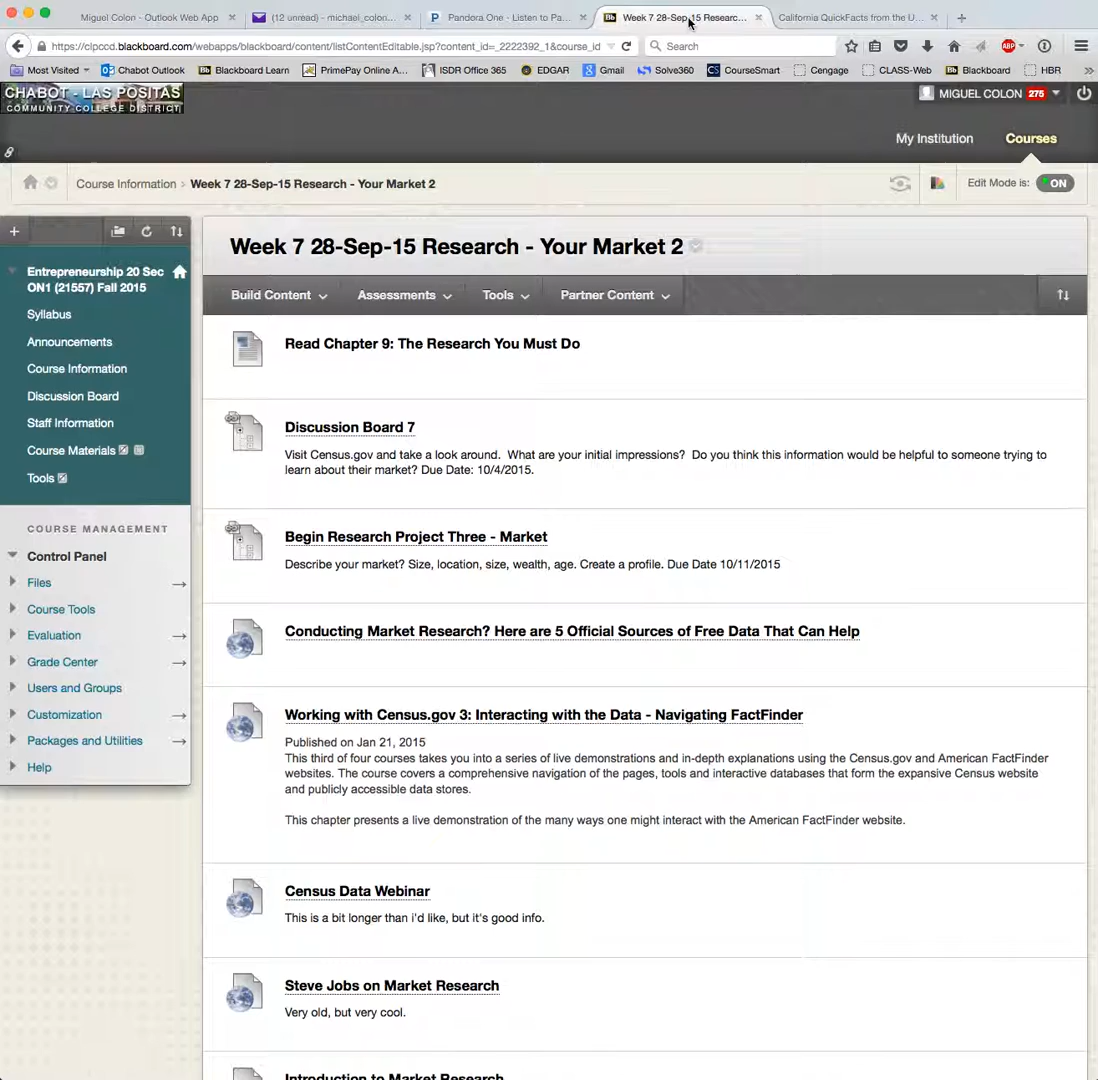 Miguel Colon - Outlook Web App
(12 unread) - michael_colon...
Pandora One - Listen to Pa...
Bb Week 7 28-Sep-15 Researc...
California QuickFacts from the U...
https://clpccd.blackboard.com/webapps/blackboard/content/listContentEditable.jsp?content_id=_2222392_1&course_id
Search
ABP
Most Visited
Chabot Outlook
Bb Blackboard Learn
PrimePay Online A...
ISDR Office 365
EDGAR
Gmail
Solve360
CS CourseSmart
Cengage
CLASS-Web
Bb Blackboard
HBR
CHABOT - LAS POSITAS
COMMUNITY COLLEGE DISTRICT
MIGUEL COLON 275
My Institution
Courses
Course Information > Week 7 28-Sep-15 Research - Your Market 2
Edit Mode is: ON
Entrepreneurship 20 Sec
ON1 (21557) Fall 2015
Syllabus
Announcements
Course Information
Discussion Board
Staff Information
Course Materials
Tools
COURSE MANAGEMENT
Control Panel
Files
Course Tools
Evaluation
Grade Center
Users and Groups
Customization
Packages and Utilities
Help
Week 7 28-Sep-15 Research - Your Market 2
Build Content
Assessments
Tools
Partner Content
Read Chapter 9: The Research You Must Do
Discussion Board 7
Visit Census.gov and take a look around. What are your initial impressions? Do you think this information would be helpful to someone trying to
learn about their market? Due Date: 10/4/2015.
Begin Research Project Three - Market
Describe your market? Size, location, size, wealth, age. Create a profile. Due Date 10/11/2015
Conducting Market Research? Here are 5 Official Sources of Free Data That Can Help
Working with Census.gov 3: Interacting with the Data - Navigating FactFinder
Published on Jan 21, 2015
This third of four courses takes you into a series of live demonstrations and in-depth explanations using the Census.gov and American FactFinder
websites. The course covers a comprehensive navigation of the pages, tools and interactive databases that form the expansive Census website
and publicly accessible data stores.
This chapter presents a live demonstration of the many ways one might interact with the American FactFinder website.
Census Data Webinar
This is a bit longer than i'd like, but it's good info.
Steve Jobs on Market Research
Very old, but very cool.
Introduction to Market Research